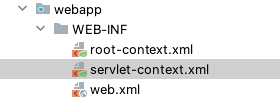 webapp
WEB-INF
root-context.xml
servlet-context.xml
web.xml